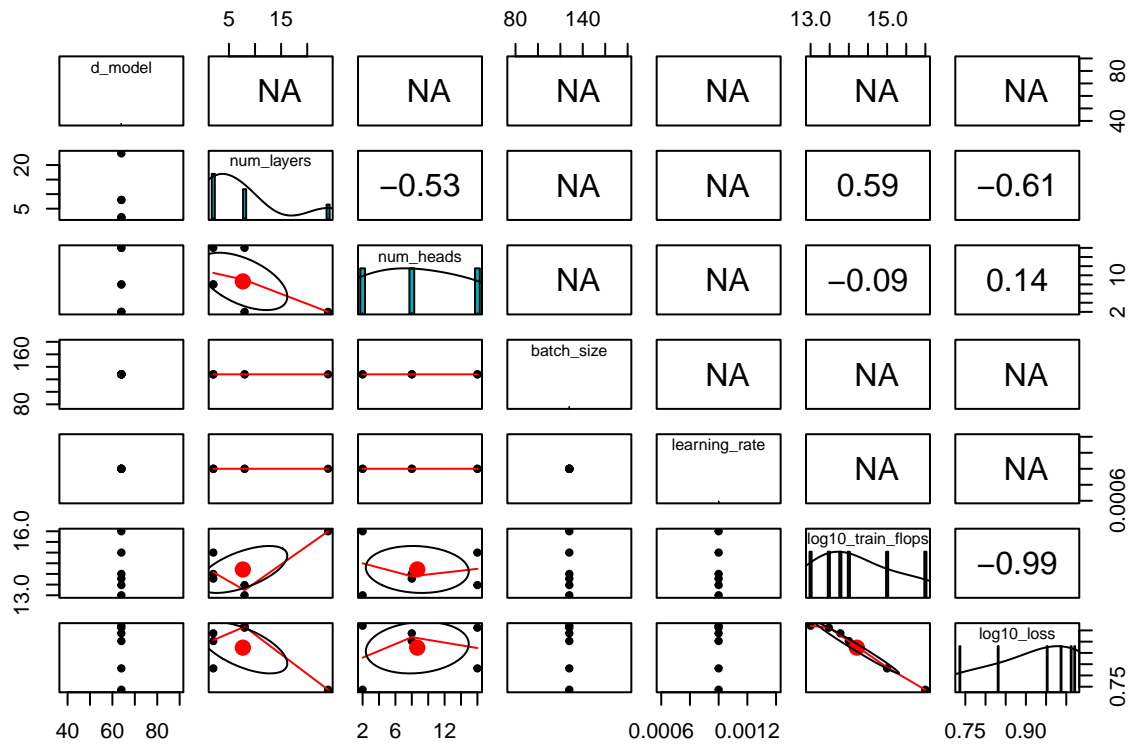 5 15 80 140 13.0 15.0
d_model NA NA NA NA NA NA 40 80
5 20 num_layers −0.53 NA NA 0.59 −0.61
num_heads NA NA −0.09 0.14 2 10
80 160 batch_size NA NA NA
learning_rate NA NA 0.0006
13.0 16.0 log10_train_flops −0.99
log10_loss 0.75
40 60 80 2 6 12 0.0006 0.0012 0.75 0.90